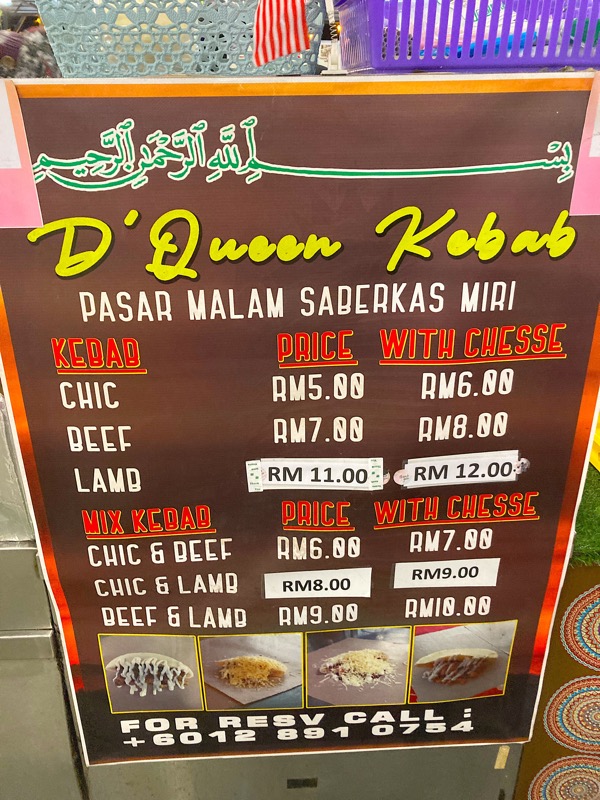 بِسْمِ اللَّهِ الرَّحْمَٰنِ الرَّحِيمِ
D'Queen Kebab
PASAR MALAM SABERKAS MIRI
KEBAB PRICE WITH CHESSE
CHIC RM5.00 RM6.00
BEEF RM7.00 RM8.00
LAMB RM 11.00 RM 12.00
MIX KEBAB PRICE WITH CHESSE
CHIC & BEEF RM6.00 RM7.00
CHIC & LAMB RM8.00 RM9.00
BEEF & LAMB RM9.00 RM10.00
FOR RESV CALL :
+6012 891 0754